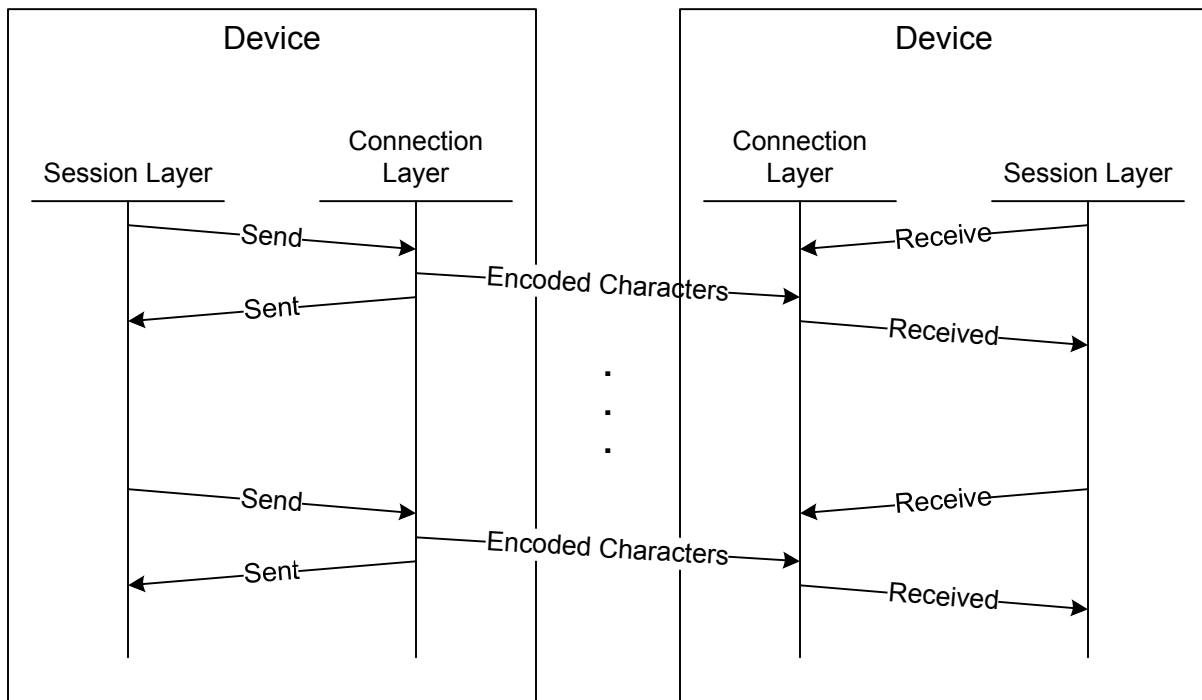 Device
Device
Session Layer
Connection
Layer
Connection
Layer
Session Layer
Send
Receive
Encoded Characters
Sent
Received
.
.
.
Send
Receive
Encoded Characters
Sent
Received